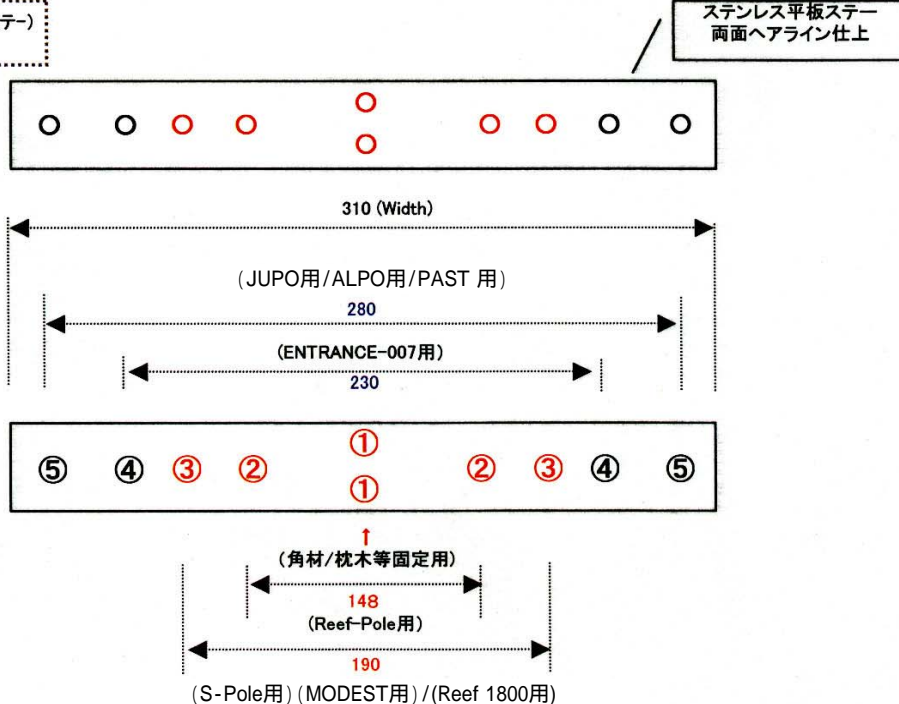 テー)
ステンレス平板ステー
両面ヘアライン仕上
310 (Width)
(JUPO用/ALPO用/PAST 用)
280
(ENTRANCE-007用)
230
⑤ ④ ③ ② ① ② ③ ④ ⑤
①
↑
(角材/枕木等固定用)
148
(Reef-Pole用)
190
(S-Pole用) (MODEST用) /(Reef 1800用)